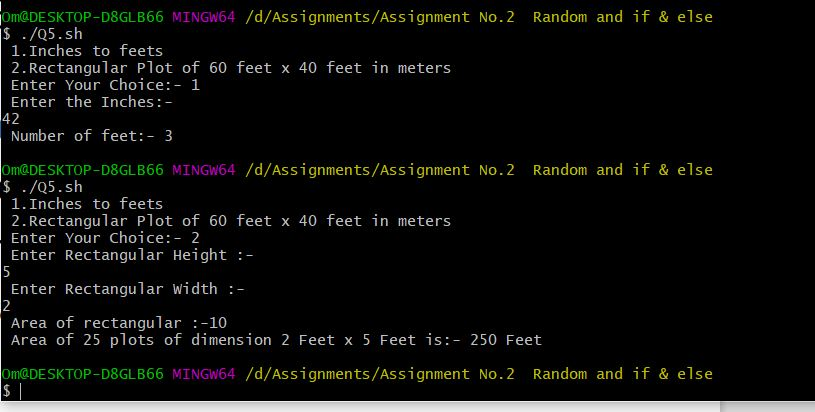 Om@DESKTOP-D8GLB66 MINGW64 /d/Assignments/Assignment No.2  Random and if & else
$ ./Q5.sh
 1.Inches to feets
 2.Rectangular Plot of 60 feet x 40 feet in meters
 Enter Your Choice:- 1
 Enter the Inches:-
42
 Number of feet:- 3
Om@DESKTOP-D8GLB66 MINGW64 /d/Assignments/Assignment No.2  Random and if & else
$ ./Q5.sh
 1.Inches to feets
 2.Rectangular Plot of 60 feet x 40 feet in meters
 Enter Your Choice:- 2
 Enter Rectangular Height :-
5
 Enter Rectangular Width :-
2
 Area of rectangular :-10
 Area of 25 plots of dimension 2 Feet x 5 Feet is:- 250 Feet
Om@DESKTOP-D8GLB66 MINGW64 /d/Assignments/Assignment No.2  Random and if & else
$